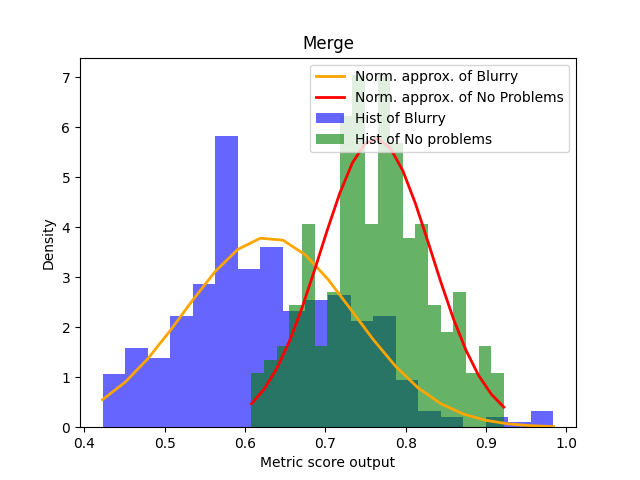 Merge
Norm. approx. of Blurry
Norm. approx. of No Problems
Hist of Blurry
Hist of No problems
Density
7
6
5
4
3
2
1
0
0.4 0.5 0.6 0.7 0.8 0.9 1.0
Metric score output